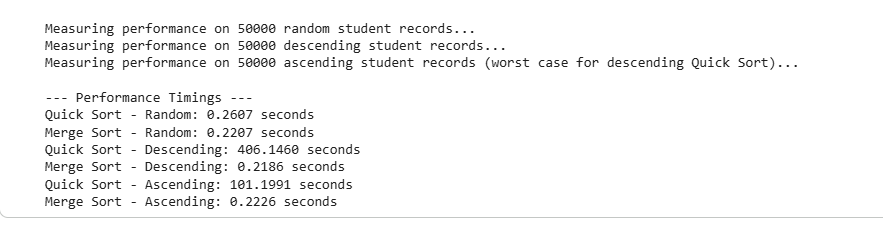 Measuring performance on 50000 random student records...
Measuring performance on 50000 descending student records...
Measuring performance on 50000 ascending student records (worst case for descending Quick Sort)...
--- Performance Timings ---
Quick Sort - Random: 0.2607 seconds
Merge Sort - Random: 0.2207 seconds
Quick Sort - Descending: 406.1460 seconds
Merge Sort - Descending: 0.2186 seconds
Quick Sort - Ascending: 101.1991 seconds
Merge Sort - Ascending: 0.2226 seconds